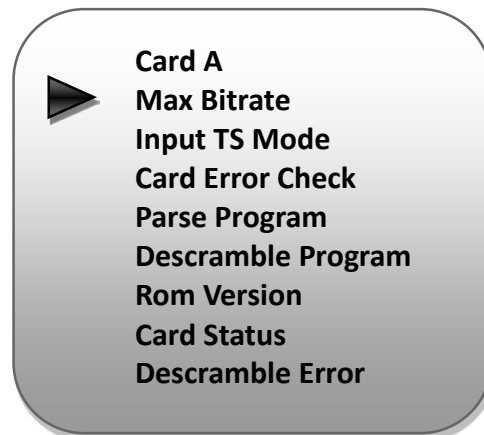 Card A
Max Bitrate
Input TS Mode
Card Error Check
Parse Program
Descramble Program
Rom Version
Card Status
Descramble Error